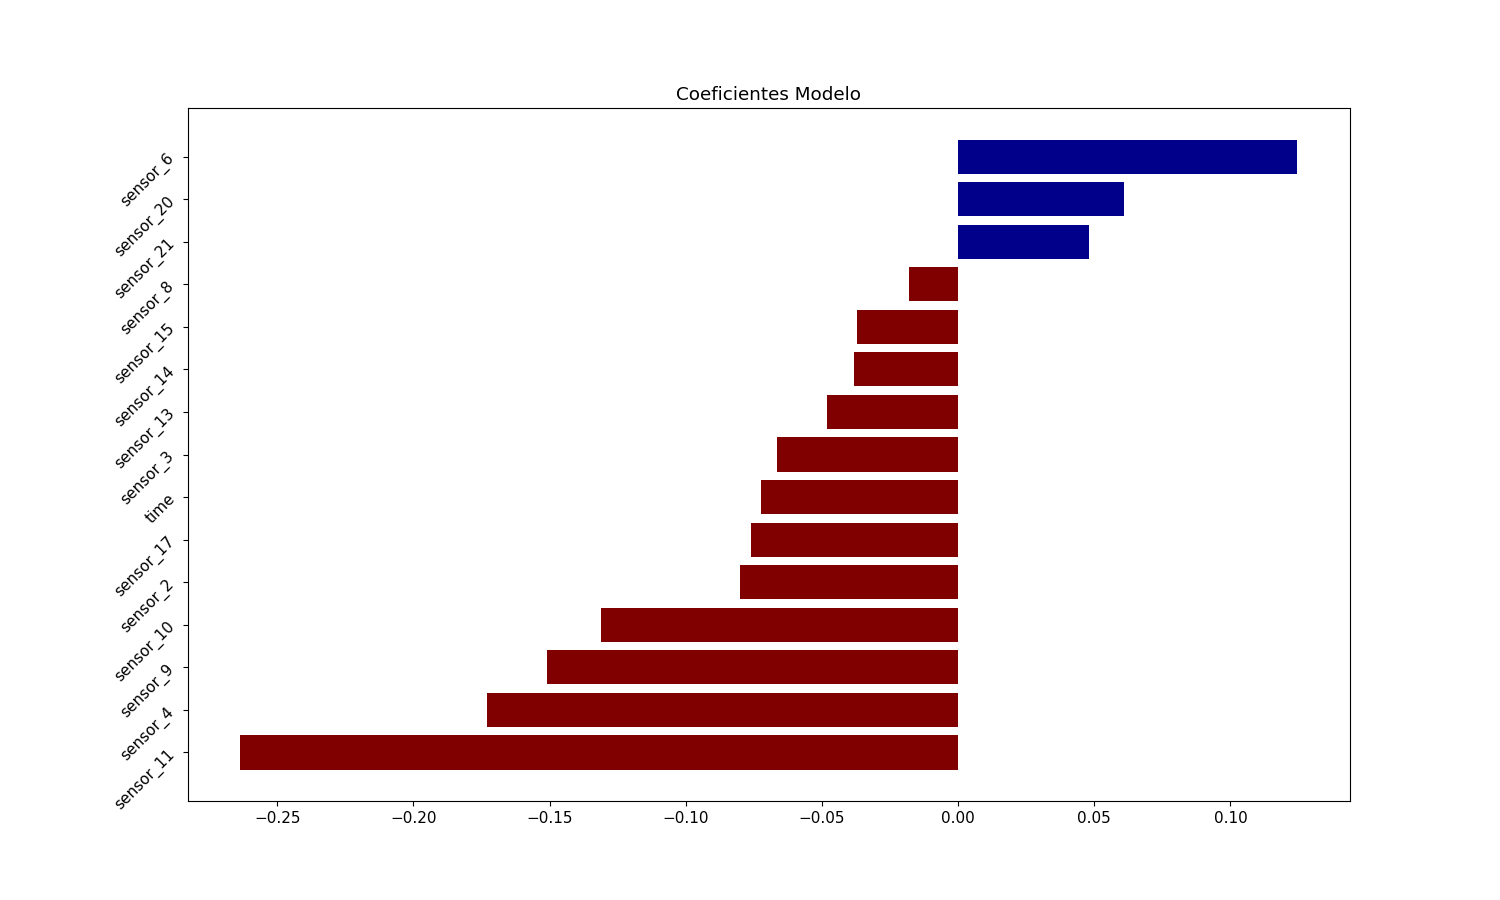 Coeficientes Modelo
sensor_6
sensor_20
sensor_21
sensor_8
sensor_15
sensor_14
sensor_13
sensor_3
time
sensor_17
sensor_2
sensor_10
sensor_9
sensor_4
sensor_11
−0.25 −0.20 −0.15 −0.10 −0.05 0.00 0.05 0.10